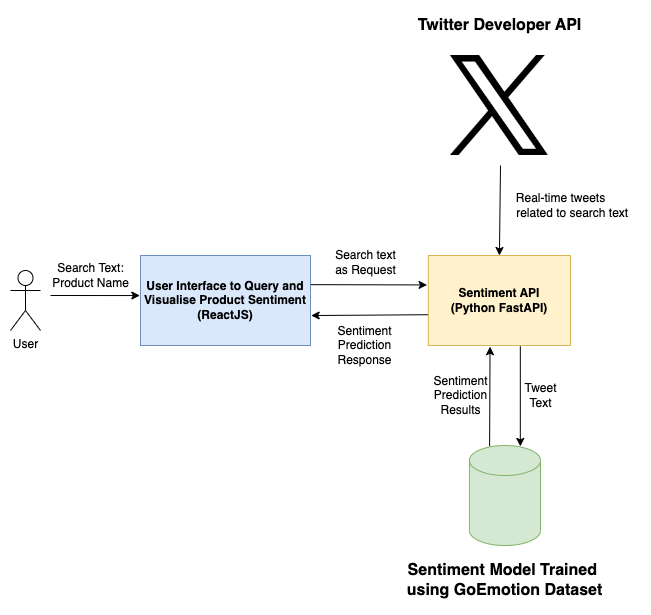 Twitter Developer API
Real-time tweets
related to search text
Search Text:
Product Name
User
User Interface to Query and
Visualise Product Sentiment
(ReactJS)
Search text
as Request
Sentiment
Prediction
Response
Sentiment API
(Python FastAPI)
Sentiment
Prediction
Results
Tweet
Text
Sentiment Model Trained
using GoEmotion Dataset